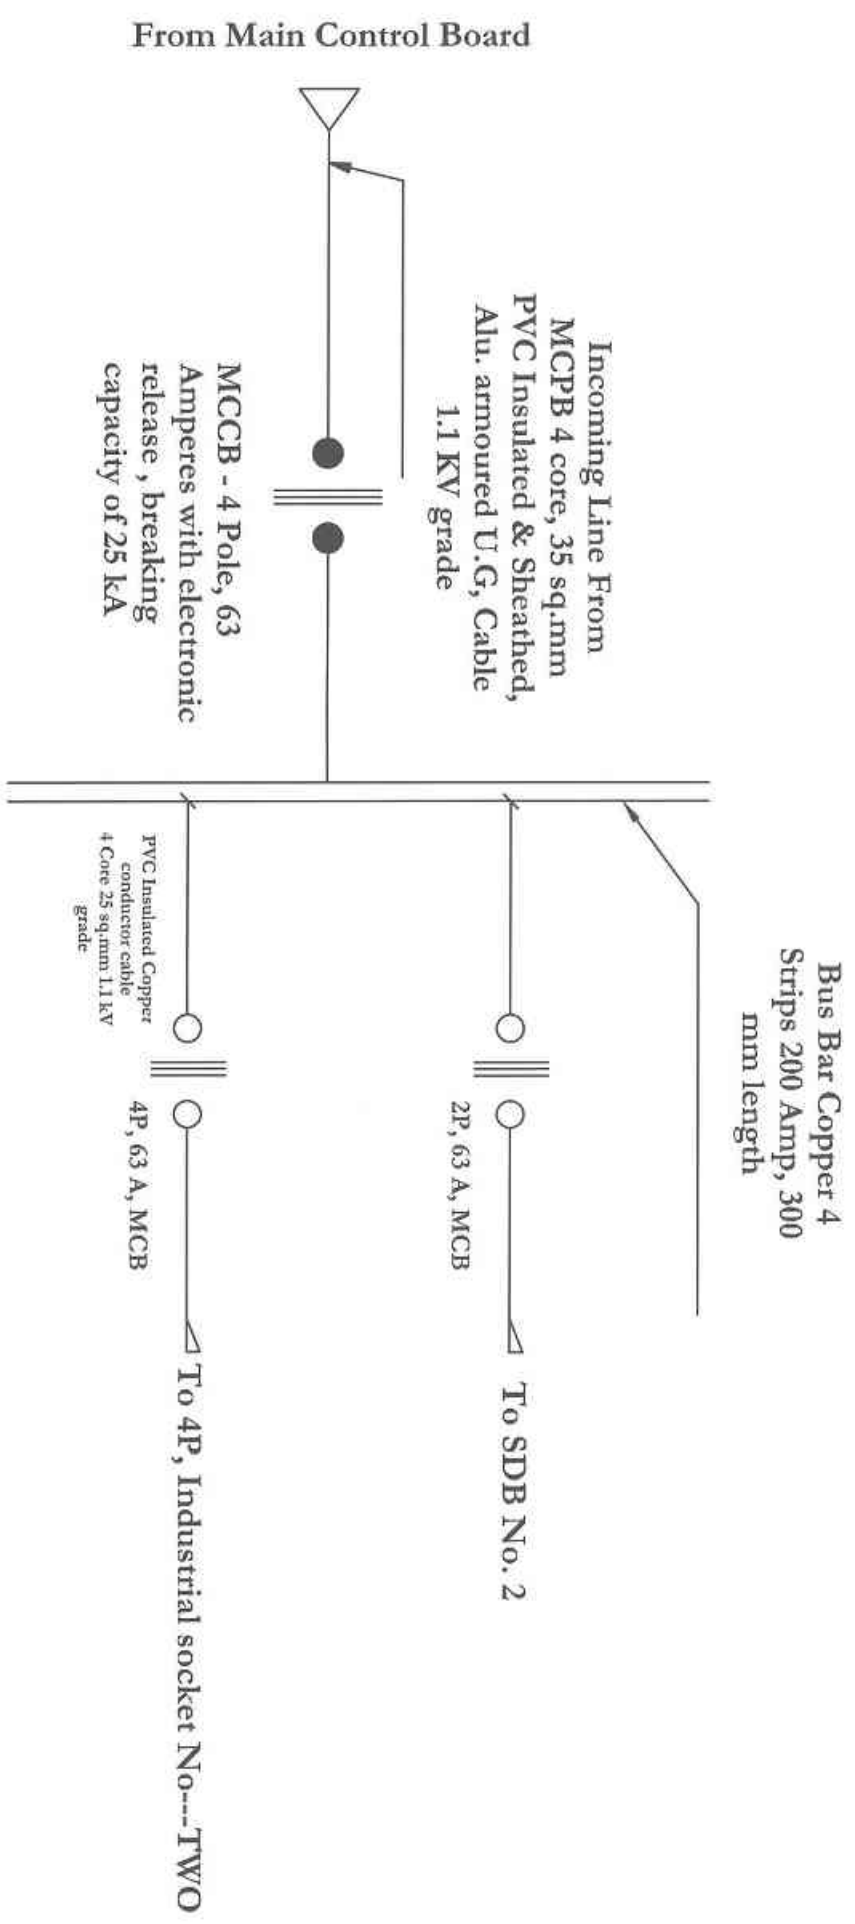 From Main Control Board
Incoming Line From
MCPB 4 core, 35 sq.mm
PVC Insulated & Sheathed,
Alu. armoured U.G, Cable
1.1 KV grade
MCCB - 4 Pole, 63
Amperes with electronic
release , breaking
capacity of 25 kA
Bus Bar Copper 4
Strips 200 Amp, 300
mm length
2P, 63 A, MCB
To SDB No. 2
PVC Insulated Copper
conductor cable
4 Core 25 sq.mm 1.1 kV
grade
4P, 63 A, MCB
To 4P, Industrial socket No---TWO